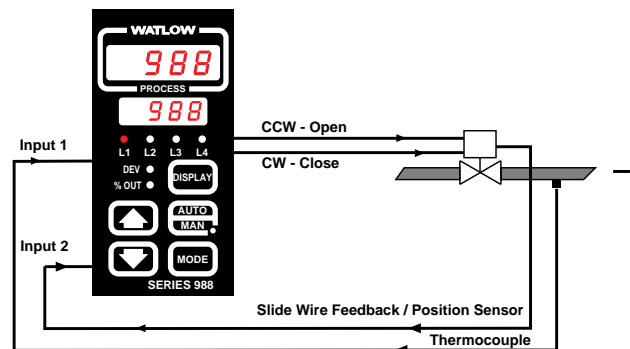 WATLOW
988
PROCESS
988
L1 L2 L3 L4
DEV
% OUT
DISPLAY
AUTO
MAN
MODE
SERIES 988
Input 1
Input 2
CCW - Open
CW - Close
Slide Wire Feedback / Position Sensor
Thermocouple